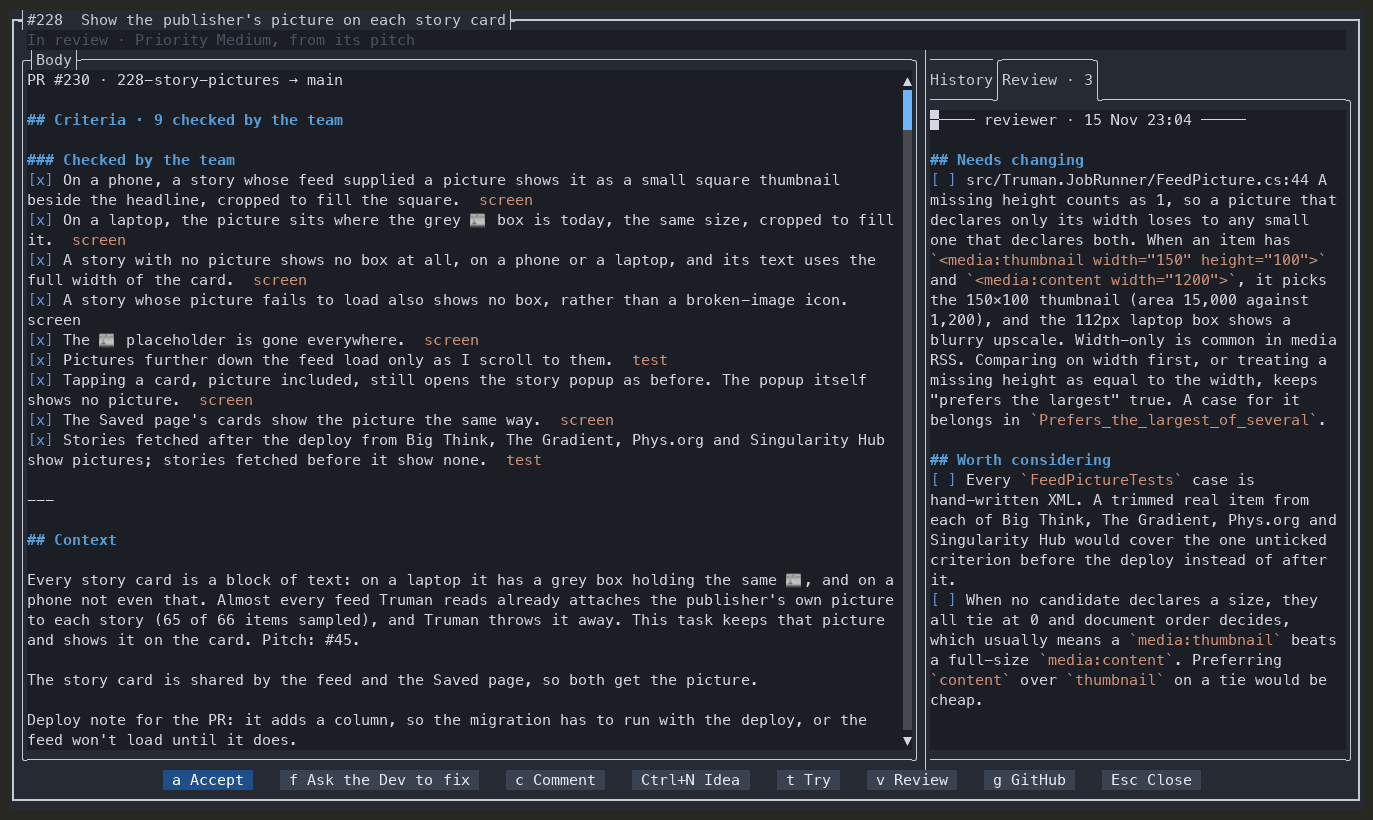 #228  Show the publisher's picture on each story card
In review · Priority Medium, from its pitch
Body
PR #230 · 228-story-pictures → main
## Criteria · 9 checked by the team
### Checked by the team
[x] On a phone, a story whose feed supplied a picture shows it as a small square thumbnail
beside the headline, cropped to fill the square.  screen
[x] On a laptop, the picture sits where the grey 📰 box is today, the same size, cropped to fill
it.  screen
[x] A story with no picture shows no box at all, on a phone or a laptop, and its text uses the
full width of the card.  screen
[x] A story whose picture fails to load also shows no box, rather than a broken-image icon.
screen
[x] The 📰 placeholder is gone everywhere.  screen
[x] Pictures further down the feed load only as I scroll to them.  test
[x] Tapping a card, picture included, still opens the story popup as before. The popup itself
shows no picture.  screen
[x] The Saved page's cards show the picture the same way.  screen
[x] Stories fetched after the deploy from Big Think, The Gradient, Phys.org and Singularity Hub
show pictures; stories fetched before it show none.  test
———
## Context
Every story card is a block of text: on a laptop it has a grey box holding the same 📰, and on a
phone not even that. Almost every feed Truman reads already attaches the publisher's own picture
to each story (65 of 66 items sampled), and Truman throws it away. This task keeps that picture
and shows it on the card. Pitch: #45.
The story card is shared by the feed and the Saved page, so both get the picture.
Deploy note for the PR: it adds a column, so the migration has to run with the deploy, or the
feed won't load until it does.
History
Review · 3
reviewer · 15 Nov 23:04
## Needs changing
[ ] src/Truman.JobRunner/FeedPicture.cs:44 A
missing height counts as 1, so a picture that
declares only its width loses to any small
one that declares both. When an item has
`<media:thumbnail width="150" height="100">`
and `<media:content width="1200">`, it picks
the 150×100 thumbnail (area 15,000 against
1,200), and the 112px laptop box shows a
blurry upscale. Width-only is common in media
RSS. Comparing on width first, or treating a
missing height as equal to the width, keeps
"prefers the largest" true. A case for it
belongs in `Prefers_the_largest_of_several`.
## Worth considering
[ ] Every `FeedPictureTests` case is
hand-written XML. A trimmed real item from
each of Big Think, The Gradient, Phys.org and
Singularity Hub would cover the one unticked
criterion before the deploy instead of after
it.
[ ] When no candidate declares a size, they
all tie at 0 and document order decides,
which usually means a `media:thumbnail` beats
a full-size `media:content`. Preferring
`content` over `thumbnail` on a tie would be
cheap.
a Accept
f Ask the Dev to fix
c Comment
Ctrl+N Idea
t Try
v Review
g GitHub
Esc Close